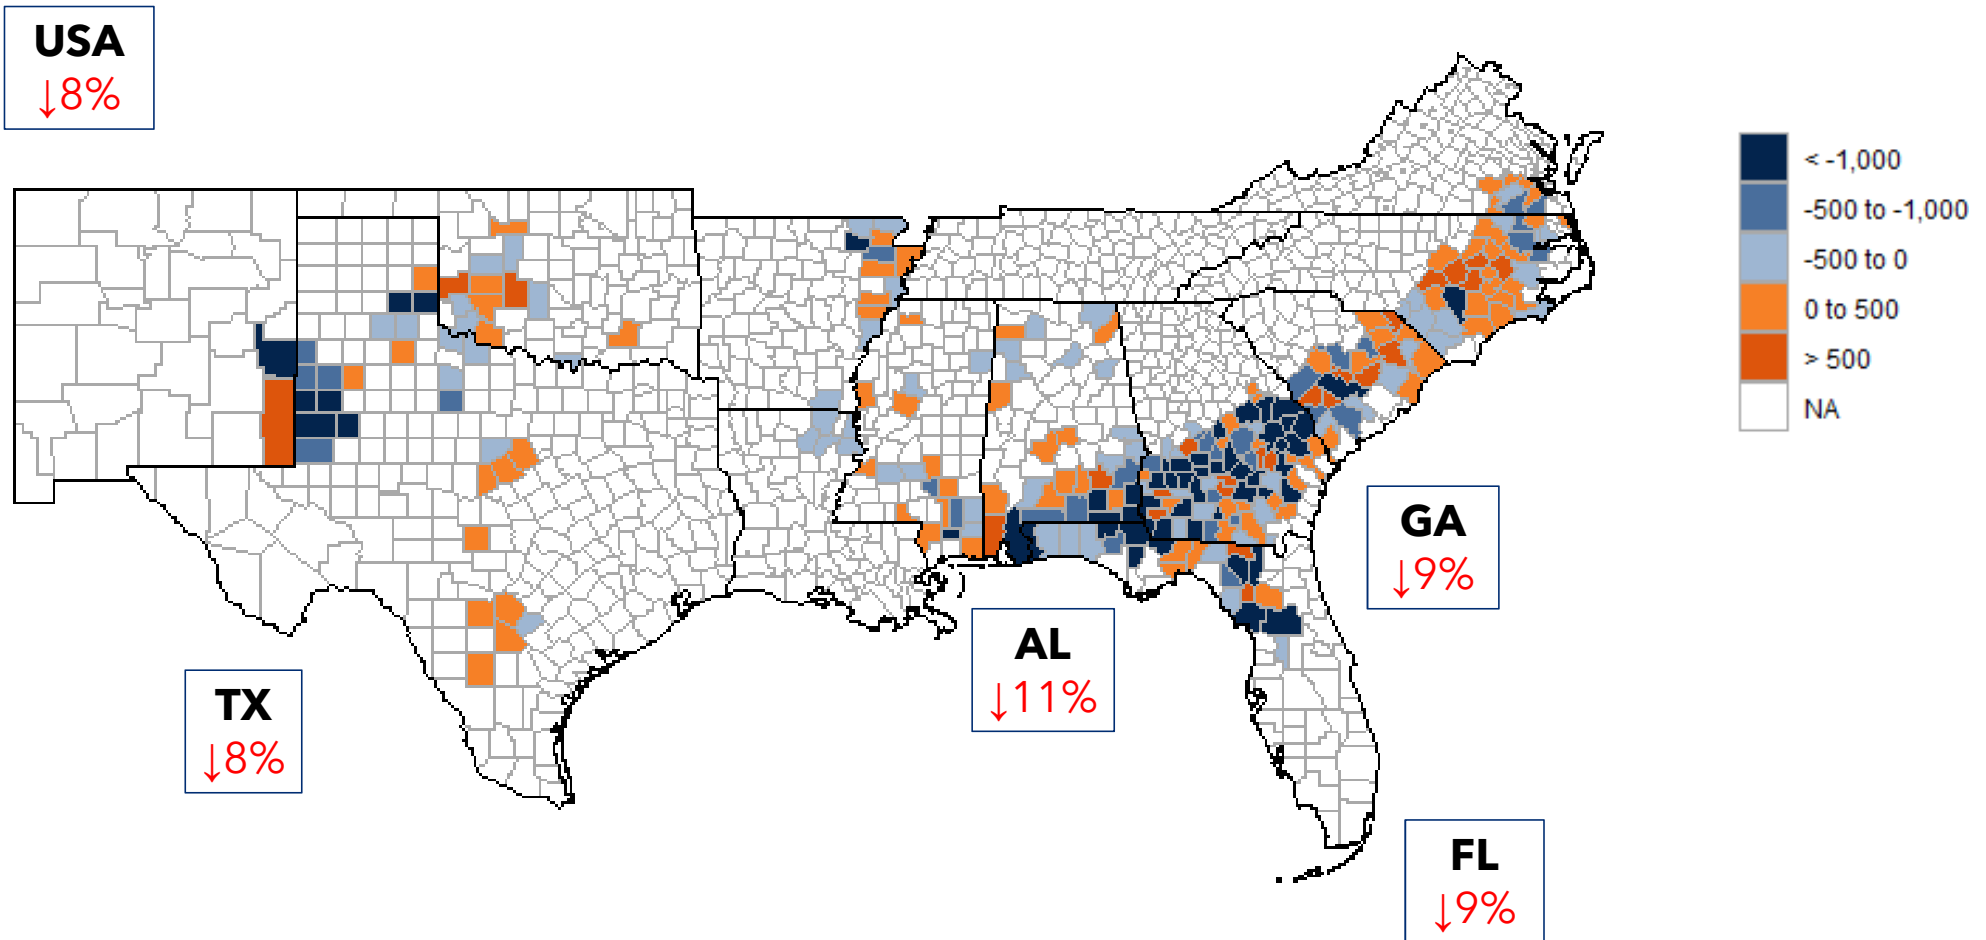 USA
↓8%
< -1,000
-500 to -1,000
-500 to 0
0 to 500
> 500
NA
GA
↓9%
AL
↓11%
TX
↓8%
FL
↓9%